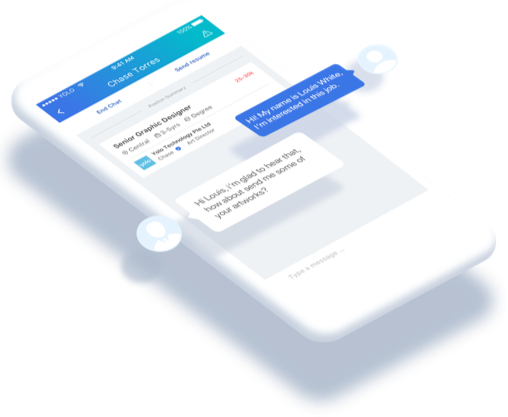 YOLO 9:41 AM 100%
Chase Torres
End Chat Send resume
Position Summary
Senior Graphic Designer 25-30k
Central 3-5yrs Degree
Yolo Technology Pte Ltd
Chase Art Director
Hi! My name is Louis White,
I'm interested in this job.
Hi Louis, i'm glad to hear that,
how about send me some of
your artworks?
Type a message ...